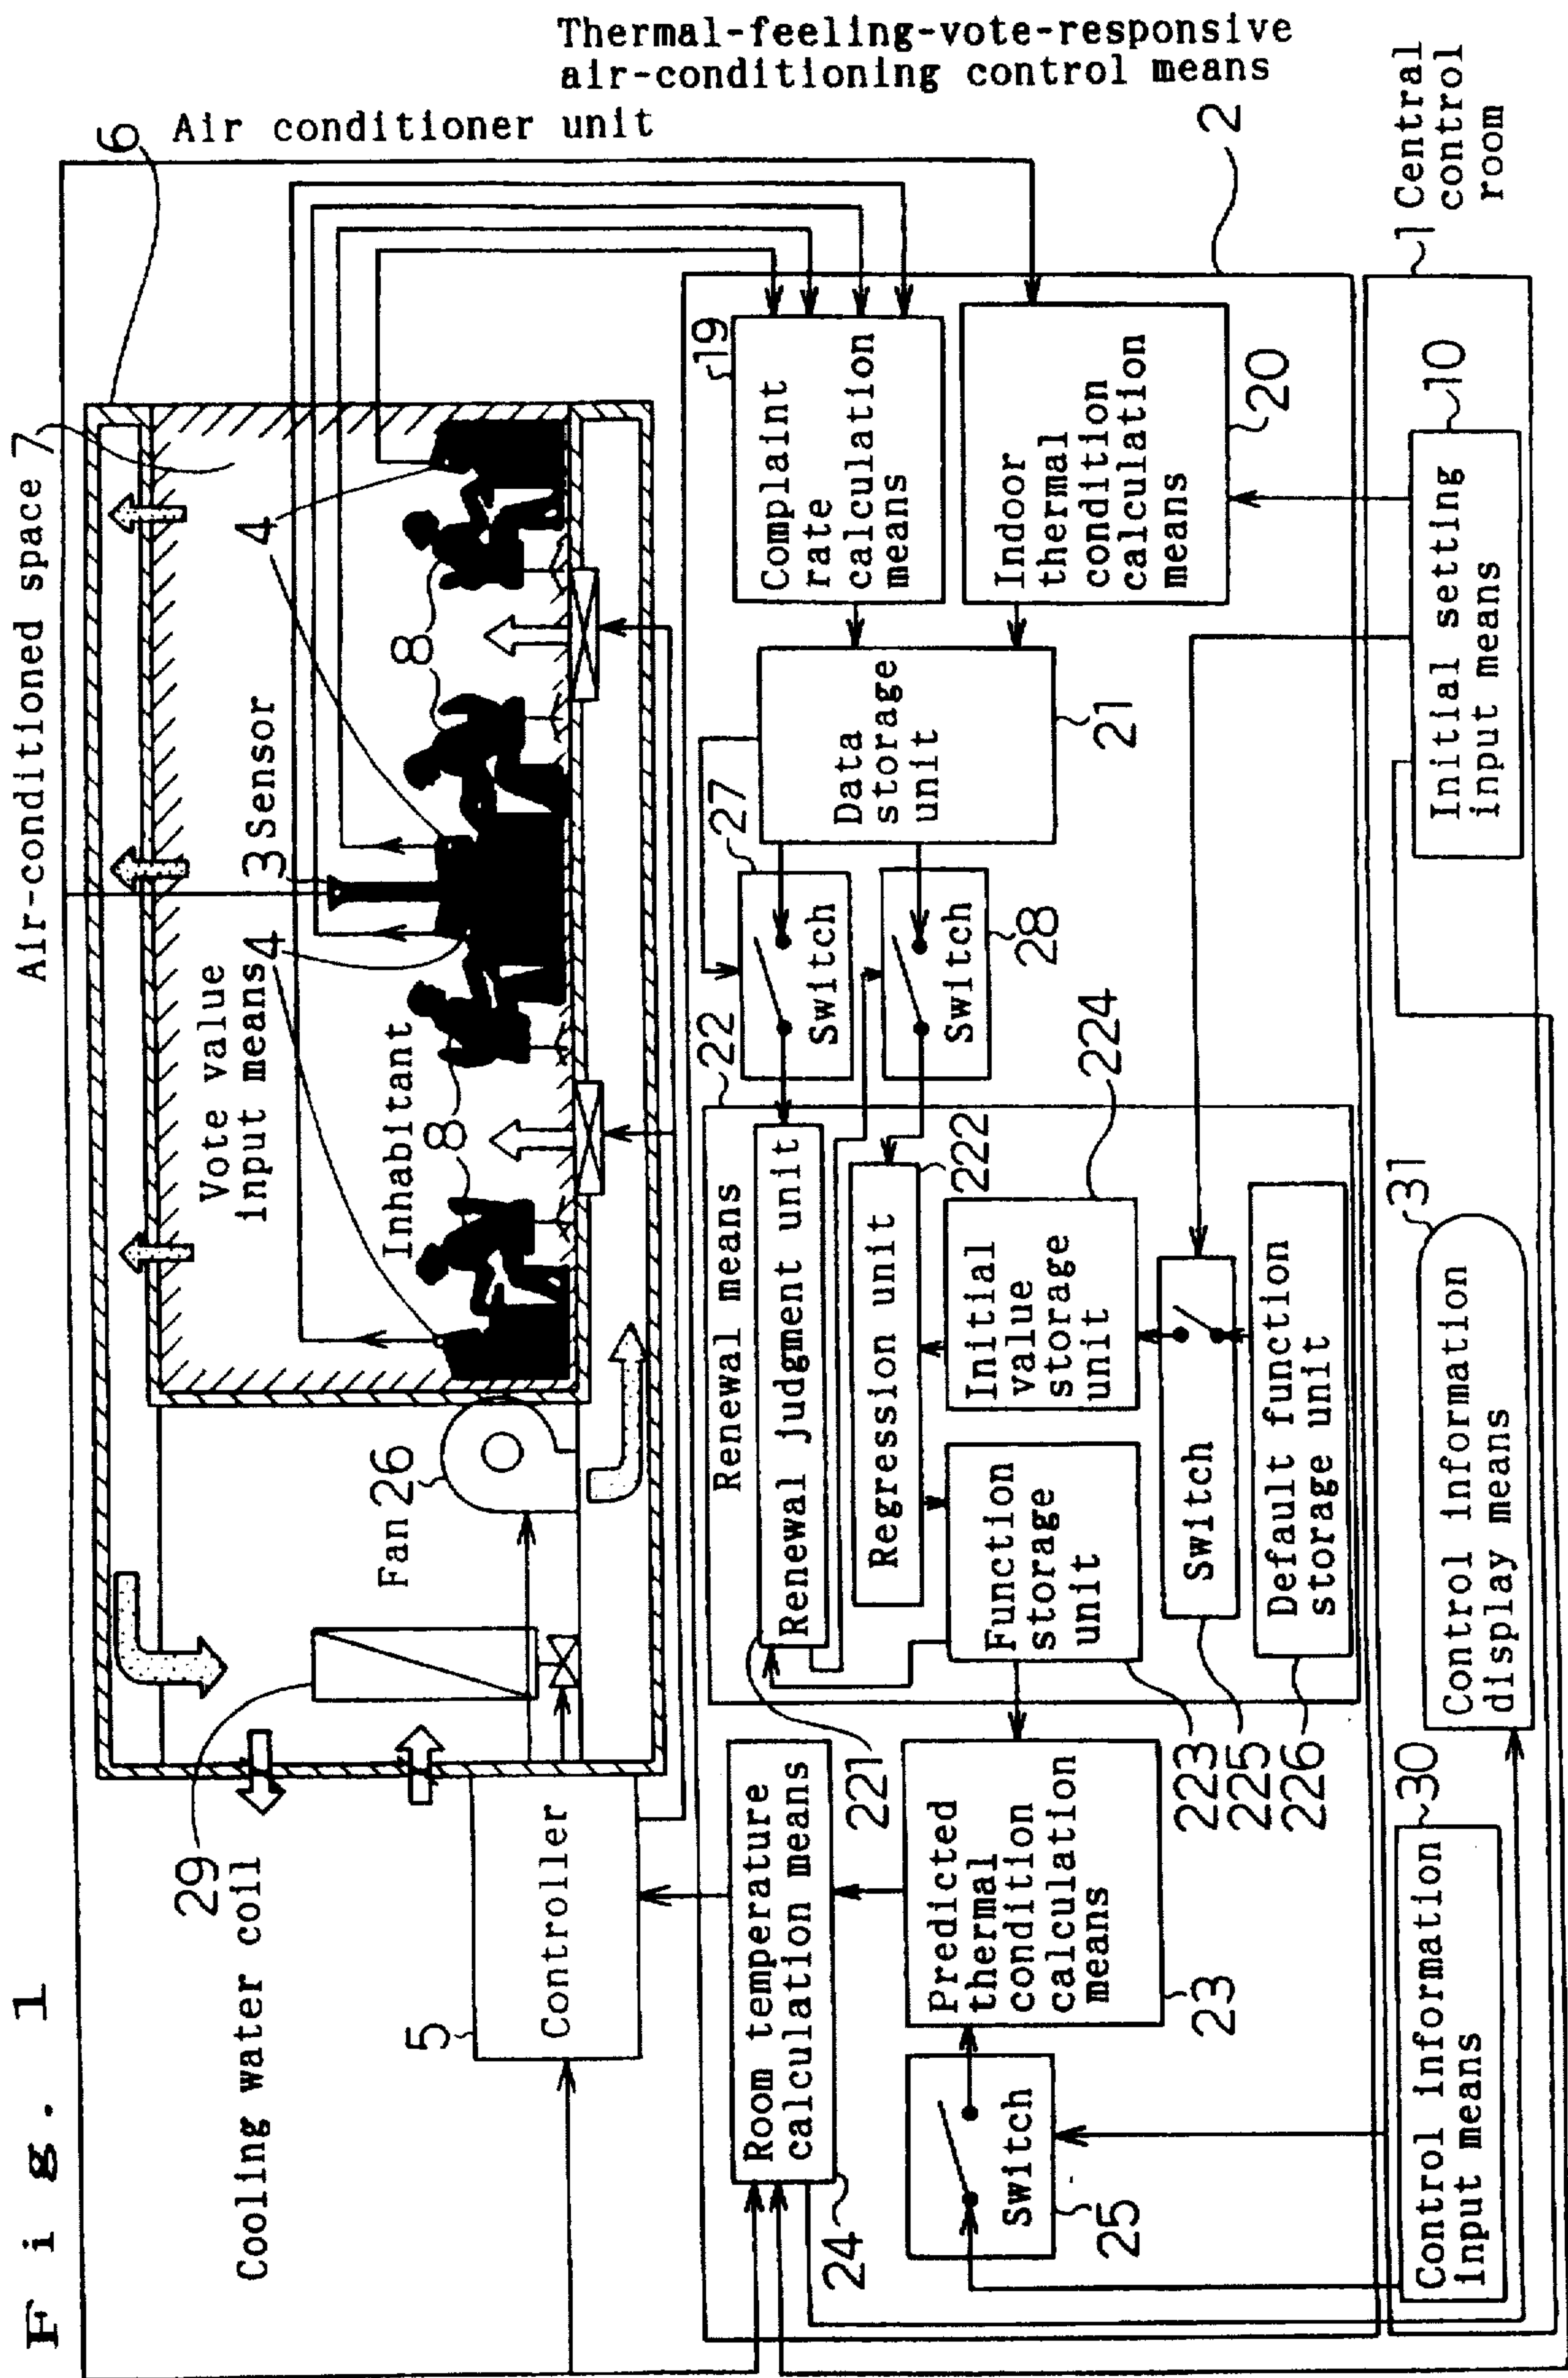 Fig. 1
Air-conditioned space 7
6
Air conditioner unit
Thermal-feeling-vote-responsive
air-conditioning control means
2
Cooling water coil
29
Fan 26
Vote value
input means 4
4
3 Sensor
Inhabitant
8
8
8
5
Controller
Room temperature
calculation means
24
Predicted
thermal
condition
calculation
means
23
Switch
25
Renewal means
22
Renewal judgment unit
221
Regression unit
222
Function
storage
unit
223
Initial
value
storage
unit
224
Switch
225
Default function
storage unit
226
Switch
27
Switch
28
Data
storage
unit
21
Complaint
rate
calculation
means
19
Indoor
thermal
condition
calculation
means
20
1 Central
control
room
Control information
input means
30
Control information
display means
31
Initial setting
input means
10